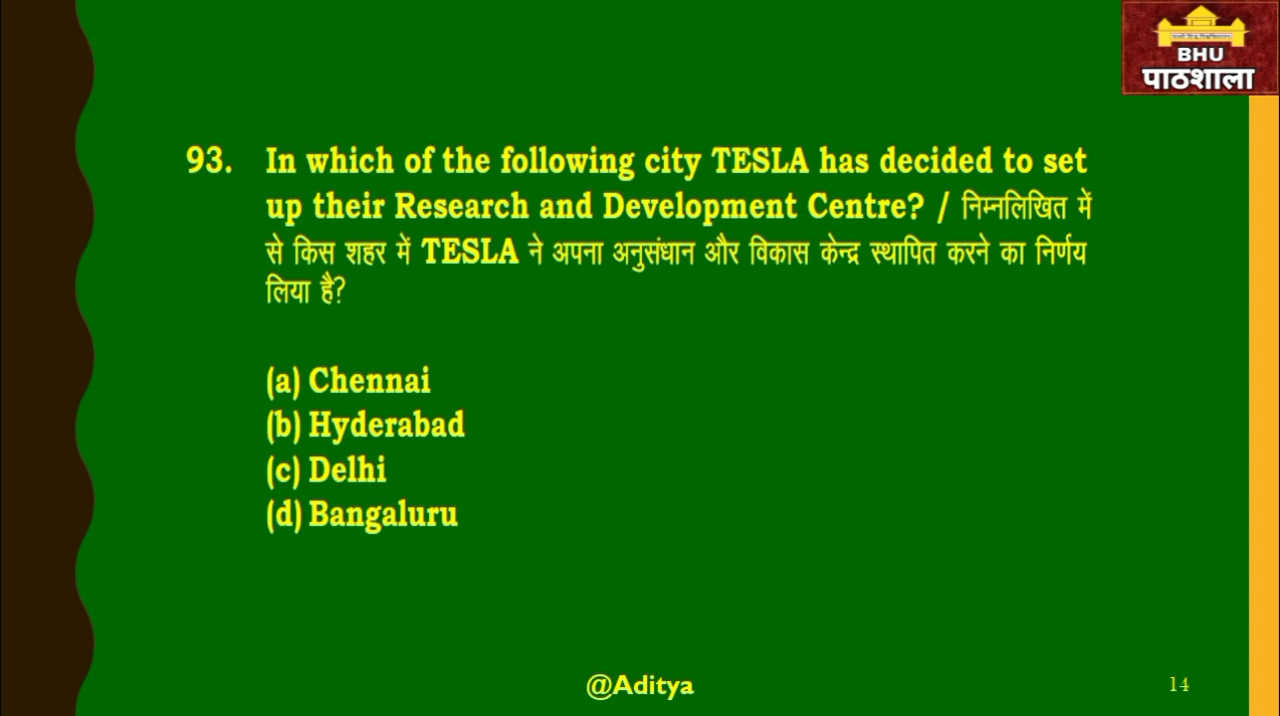 BHU
पाठशाला
93. In which of the following city TESLA has decided to set
up their Research and Development Centre? / निम्नलिखित में
से किस शहर में TESLA ने अपना अनुसंधान और विकास केन्द्र स्थापित करने का निर्णय
लिया है?
(a) Chennai
(b) Hyderabad
(c) Delhi
(d) Bangaluru
@Aditya
14